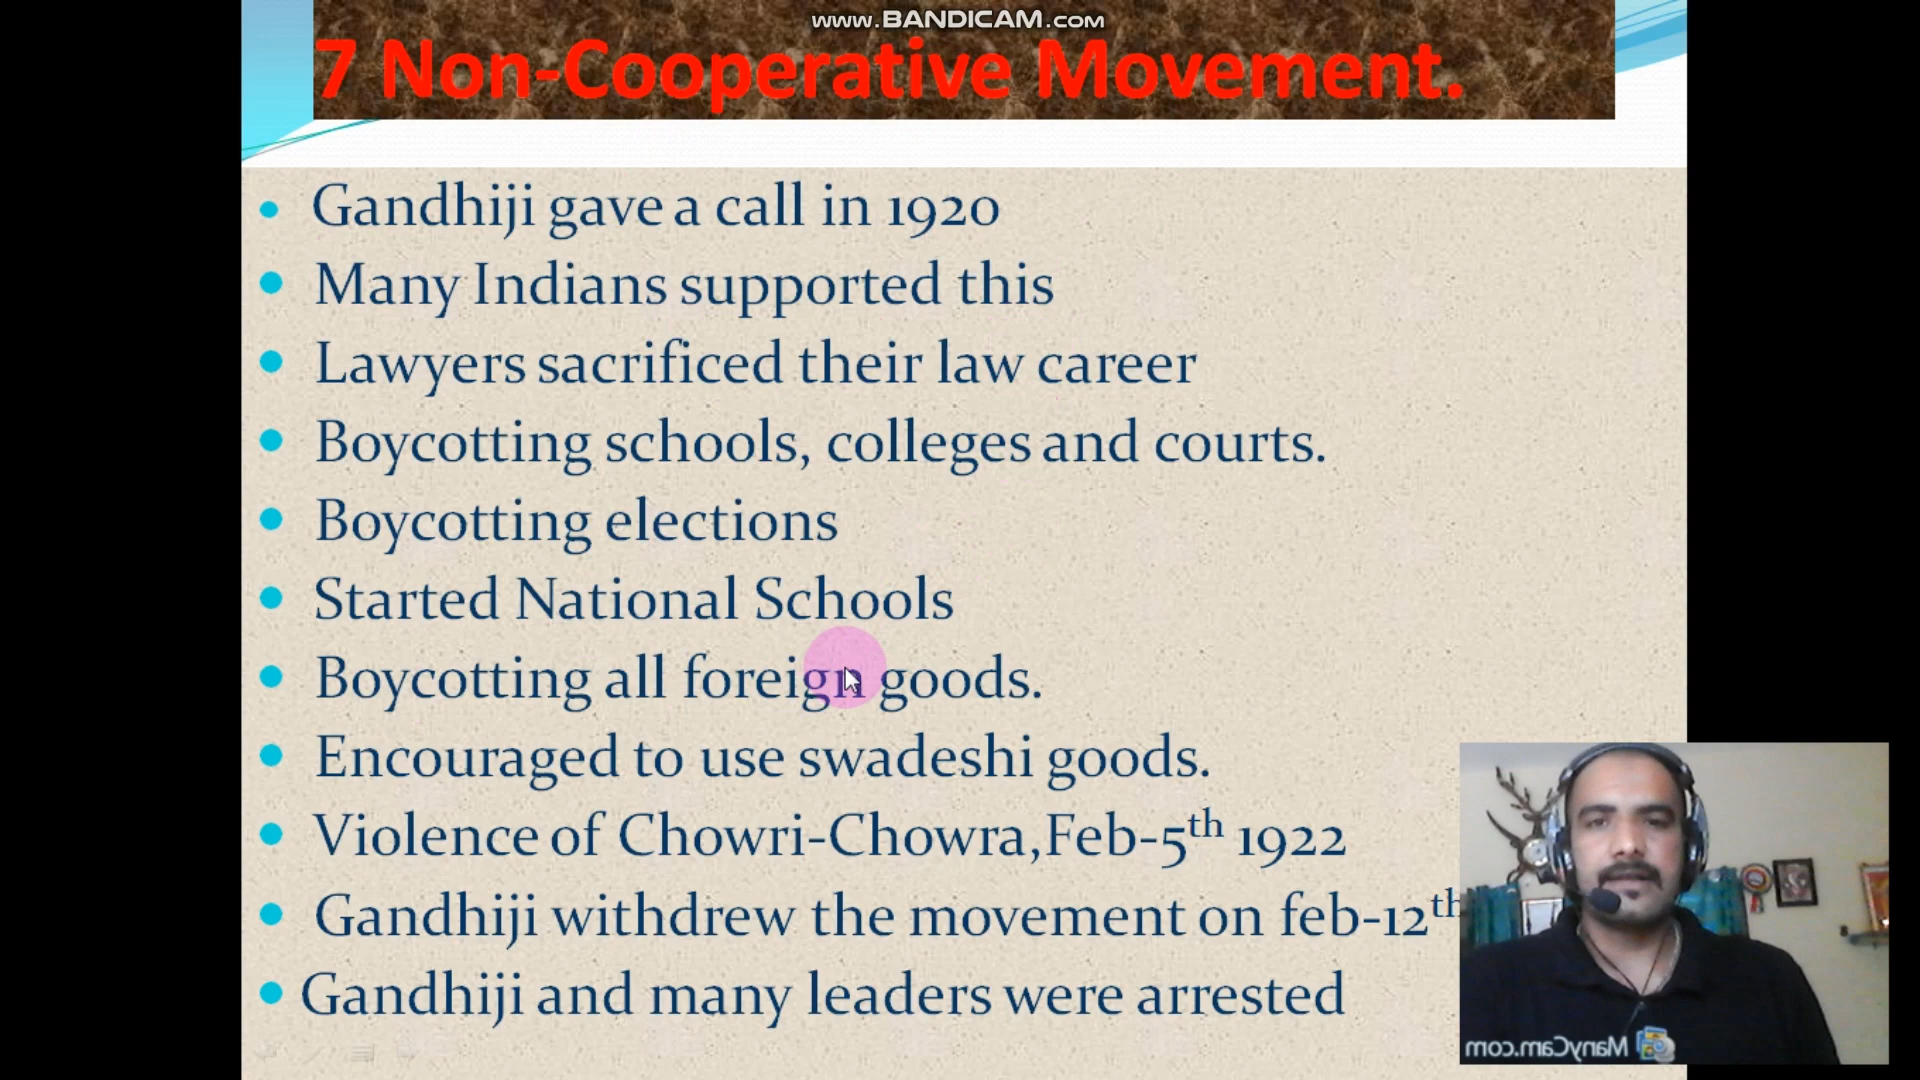 www.BANDICAM.com
7 Non-Cooperative Movement.
Gandhiji gave a call in 1920
Many Indians supported this
Lawyers sacrificed their law career
Boycotting schools, colleges and courts.
Boycotting elections
Started National Schools
Boycotting all foreign goods.
Encouraged to use swadeshi goods.
Violence of Chowri-Chowra,Feb-5th 1922
Gandhiji withdrew the movement on feb-12th
Gandhiji and many leaders were arrested
ManyCam.com